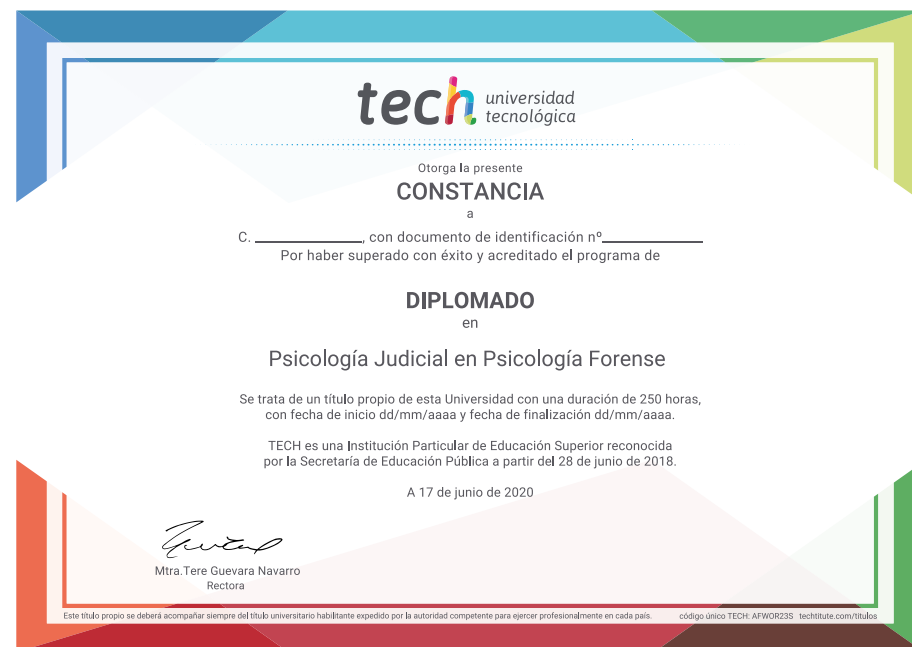 tech universidad
tecnológica
Otorga la presente
CONSTANCIA
a
C. ____________, con documento de identificación nº____________
Por haber superado con éxito y acreditado el programa de
DIPLOMADO
en
Psicología Judicial en Psicología Forense
Se trata de un título propio de esta Universidad con una duración de 250 horas,
con fecha de inicio dd/mm/aaaa y fecha de finalización dd/mm/aaaa.
TECH es una Institución Particular de Educación Superior reconocida
por la Secretaría de Educación Pública a partir del 28 de junio de 2018.
A 17 de junio de 2020
Mtra.Tere Guevara Navarro
Rectora
Este título propio se deberá acompañar siempre del título universitario habilitante expedido por la autoridad competente para ejercer profesionalmente en cada país. código único TECH: AFWOR23S techtitute.com/titulos